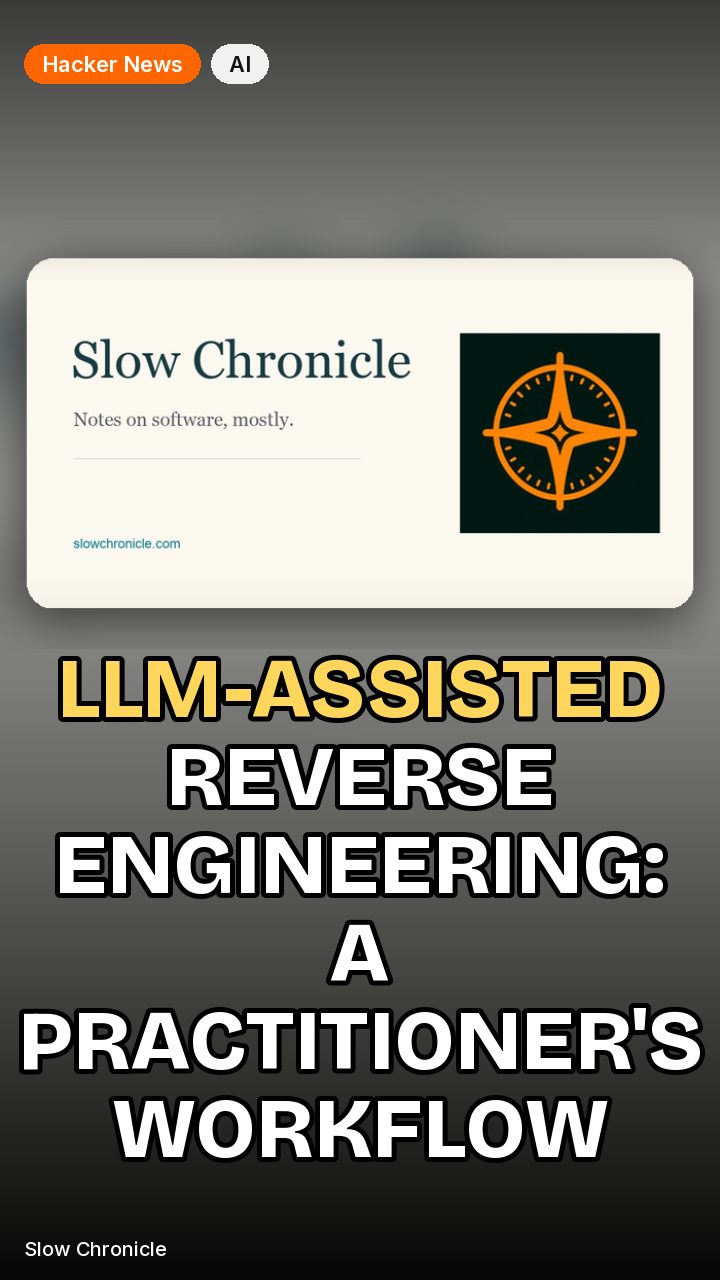 Hacker News AI
Slow Chronicle
Notes on software, mostly.
slowchronicle.com
LLM-ASSISTED
REVERSE
ENGINEERING:
A
PRACTITIONER'S
WORKFLOW
Slow Chronicle